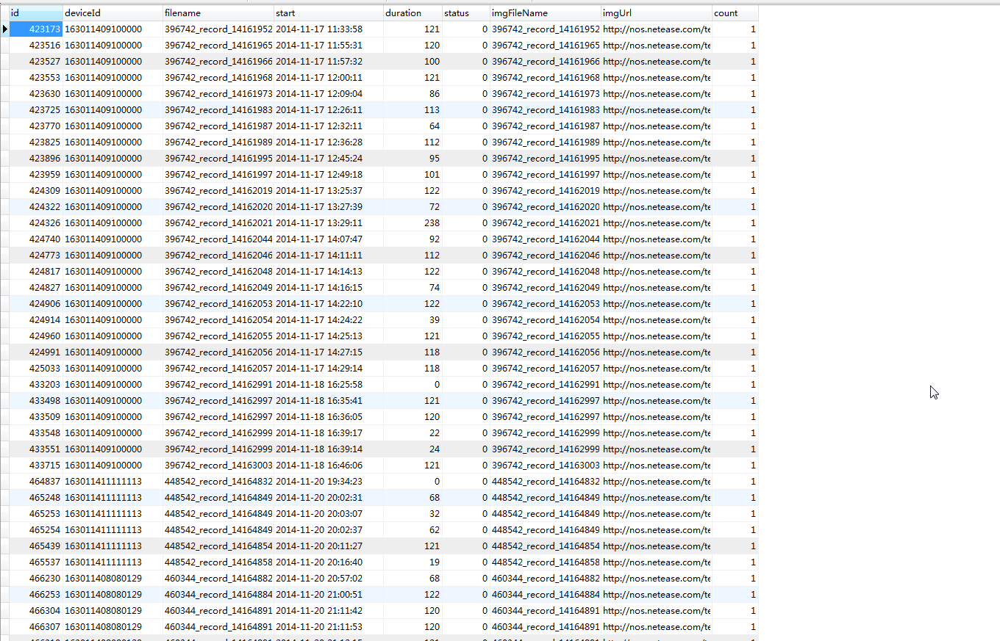 id deviceId filename start duration status imgFileName imgUrl count
423173 163011409100000 396742_record_14161952 2014-11-17 11:33:58 121 0 396742_record_14161952 http://nos.netease.com/te 1
423516 163011409100000 396742_record_14161965 2014-11-17 11:55:31 120 0 396742_record_14161965 http://nos.netease.com/te 1
423527 163011409100000 396742_record_14161966 2014-11-17 11:57:32 100 0 396742_record_14161966 http://nos.netease.com/te 1
423553 163011409100000 396742_record_14161968 2014-11-17 12:00:11 121 0 396742_record_14161968 http://nos.netease.com/te 1
423630 163011409100000 396742_record_14161973 2014-11-17 12:09:04 86 0 396742_record_14161973 http://nos.netease.com/te 1
423725 163011409100000 396742_record_14161983 2014-11-17 12:26:11 113 0 396742_record_14161983 http://nos.netease.com/te 1
423770 163011409100000 396742_record_14161987 2014-11-17 12:32:11 64 0 396742_record_14161987 http://nos.netease.com/te 1
423825 163011409100000 396742_record_14161989 2014-11-17 12:36:28 112 0 396742_record_14161989 http://nos.netease.com/te 1
423896 163011409100000 396742_record_14161995 2014-11-17 12:45:24 95 0 396742_record_14161995 http://nos.netease.com/te 1
423959 163011409100000 396742_record_14161997 2014-11-17 12:49:18 101 0 396742_record_14161997 http://nos.netease.com/te 1
424309 163011409100000 396742_record_14162019 2014-11-17 13:25:37 122 0 396742_record_14162019 http://nos.netease.com/te 1
424322 163011409100000 396742_record_14162020 2014-11-17 13:27:39 72 0 396742_record_14162020 http://nos.netease.com/te 1
424326 163011409100000 396742_record_14162021 2014-11-17 13:29:11 238 0 396742_record_14162021 http://nos.netease.com/te 1
424740 163011409100000 396742_record_14162044 2014-11-17 14:07:47 92 0 396742_record_14162044 http://nos.netease.com/te 1
424773 163011409100000 396742_record_14162046 2014-11-17 14:11:11 112 0 396742_record_14162046 http://nos.netease.com/te 1
424817 163011409100000 396742_record_14162048 2014-11-17 14:14:13 122 0 396742_record_14162048 http://nos.netease.com/te 1
424827 163011409100000 396742_record_14162049 2014-11-17 14:16:15 74 0 396742_record_14162049 http://nos.netease.com/te 1
424906 163011409100000 396742_record_14162053 2014-11-17 14:22:10 122 0 396742_record_14162053 http://nos.netease.com/te 1
424914 163011409100000 396742_record_14162054 2014-11-17 14:24:22 39 0 396742_record_14162054 http://nos.netease.com/te 1
424960 163011409100000 396742_record_14162055 2014-11-17 14:25:13 121 0 396742_record_14162055 http://nos.netease.com/te 1
424991 163011409100000 396742_record_14162056 2014-11-17 14:27:15 118 0 396742_record_14162056 http://nos.netease.com/te 1
425033 163011409100000 396742_record_14162057 2014-11-17 14:29:14 118 0 396742_record_14162057 http://nos.netease.com/te 1
433203 163011409100000 396742_record_14162991 2014-11-18 16:25:58 0 0 396742_record_14162991 http://nos.netease.com/te 1
433498 163011409100000 396742_record_14162997 2014-11-18 16:35:41 121 0 396742_record_14162997 http://nos.netease.com/te 1
433509 163011409100000 396742_record_14162997 2014-11-18 16:36:05 120 0 396742_record_14162997 http://nos.netease.com/te 1
433548 163011409100000 396742_record_14162999 2014-11-18 16:39:17 22 0 396742_record_14162999 http://nos.netease.com/te 1
433551 163011409100000 396742_record_14162999 2014-11-18 16:39:14 24 0 396742_record_14162999 http://nos.netease.com/te 1
433715 163011409100000 396742_record_14163003 2014-11-18 16:46:06 121 0 396742_record_14163003 http://nos.netease.com/te 1
464837 163011411111113 448542_record_14164832 2014-11-20 19:34:23 0 0 448542_record_14164832 http://nos.netease.com/te 1
465248 163011411111113 448542_record_14164849 2014-11-20 20:02:31 68 0 448542_record_14164849 http://nos.netease.com/te 1
465253 163011411111113 448542_record_14164849 2014-11-20 20:03:07 32 0 448542_record_14164849 http://nos.netease.com/te 1
465254 163011411111113 448542_record_14164849 2014-11-20 20:02:37 62 0 448542_record_14164849 http://nos.netease.com/te 1
465439 163011411111113 448542_record_14164854 2014-11-20 20:11:27 121 0 448542_record_14164854 http://nos.netease.com/te 1
465537 163011411111113 448542_record_14164858 2014-11-20 20:16:40 19 0 448542_record_14164858 http://nos.netease.com/te 1
466230 163011408080129 460344_record_14164882 2014-11-20 20:57:02 68 0 460344_record_14164882 http://nos.netease.com/te 1
466253 163011408080129 460344_record_14164884 2014-11-20 21:00:51 122 0 460344_record_14164884 http://nos.netease.com/te 1
466304 163011408080129 460344_record_14164891 2014-11-20 21:11:42 120 0 460344_record_14164891 http://nos.netease.com/te 1
466307 163011408080129 460344_record_14164891 2014-11-20 21:11:53 120 0 460344_record_14164891 http://nos.netease.com/te 1